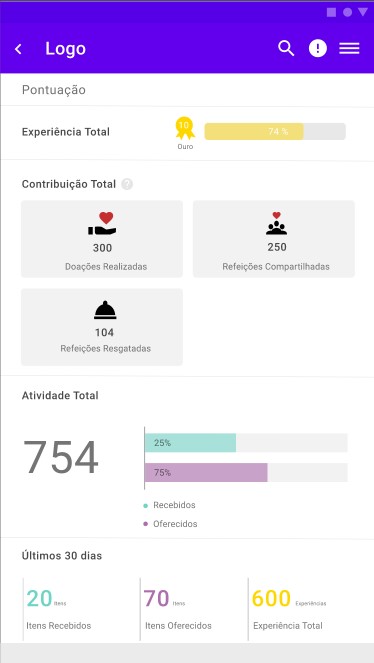 Logo
Pontuação
Experiência Total
10
Ouro
74 %
Contribuição Total ?
300
Doações Realizadas
250
Refeições Compartilhadas
104
Refeições Resgatadas
Atividade Total
754
25%
75%
Recebidos
Oferecidos
Últimos 30 dias
20 Itens
Itens Recebidos
70 Itens
Itens Oferecidos
600 Experiências
Experiência Total